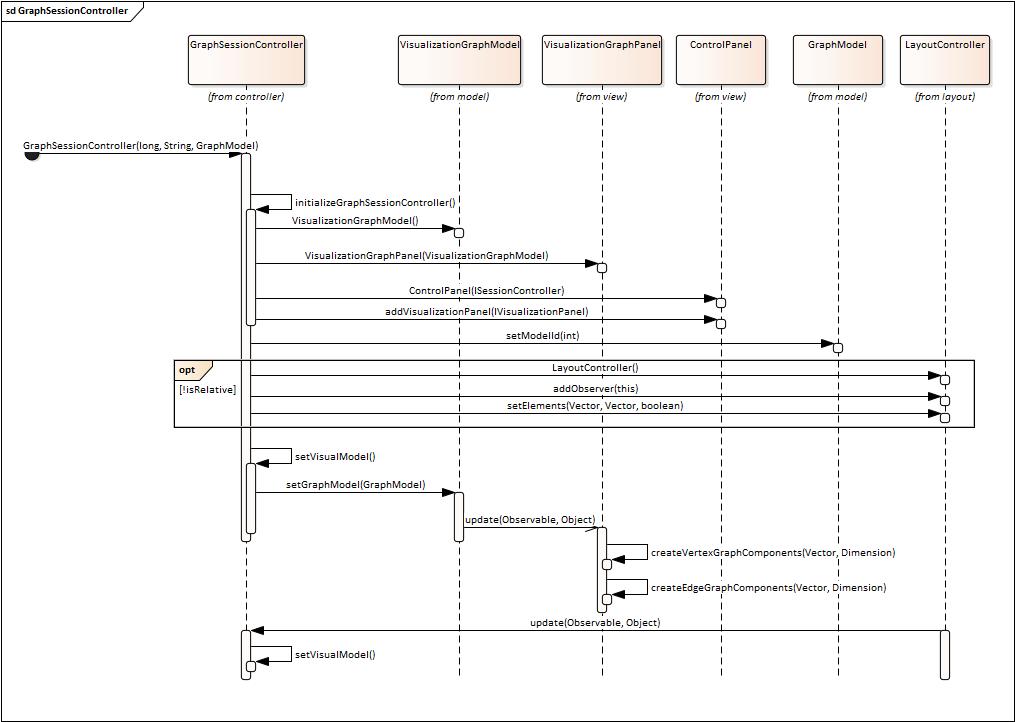 sd GraphSessionController
GraphSessionController
VisualizationGraphModel
VisualizationGraphPanel
ControlPanel
GraphModel
LayoutController
(from controller)
(from model)
(from view)
(from view)
(from model)
(from layout)
GraphSessionController(long, String, GraphModel)
initializeGraphSessionController()
VisualizationGraphModel()
VisualizationGraphPanel(VisualizationGraphModel)
ControlPanel(ISessionController)
addVisualizationPanel(IVisualizationPanel)
setModelId(int)
opt
LayoutController()
[!isRelative]
addObserver(this)
setElements(Vector, Vector, boolean)
setVisualModel()
setGraphModel(GraphModel)
update(Observable, Object)
createVertexGraphComponents(Vector, Dimension)
createEdgeGraphComponents(Vector, Dimension)
update(Observable, Object)
setVisualModel()